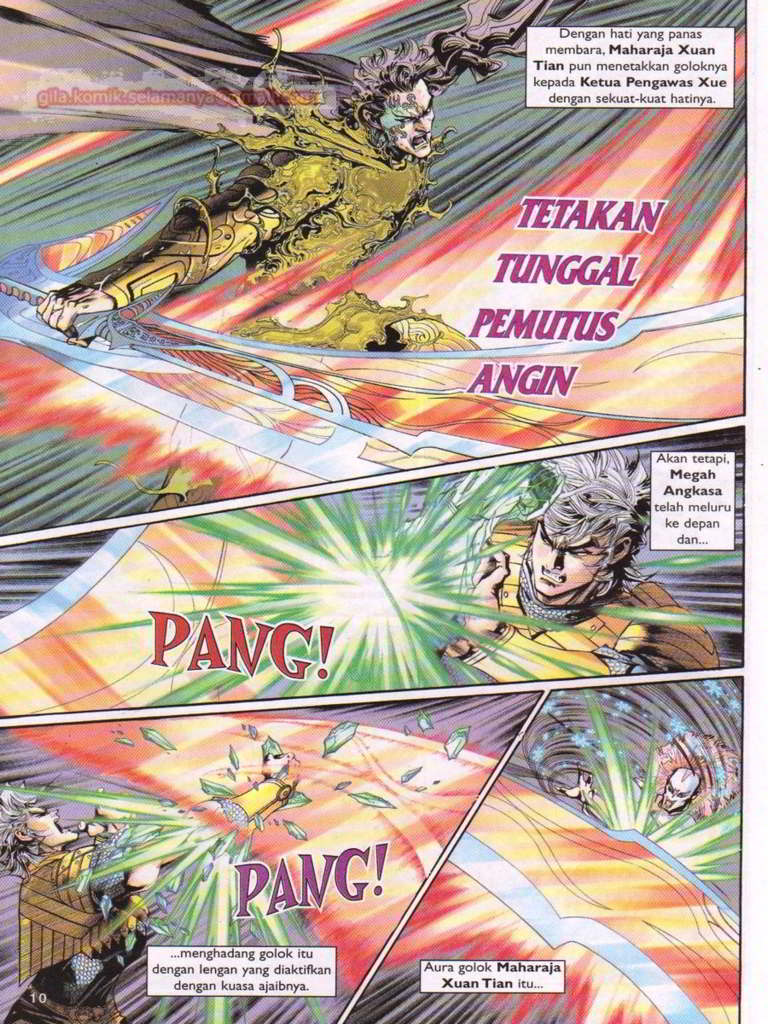 Dengan hati yang panas
membara, Maharaja Xuan
Tian pun menetakkan goloknya
kepada Ketua Pengawas Xue
dengan sekuat-kuat hatinya.
TETAKAN
TUNGGAL
PEMUTUS
ANGIN
Akan tetapi,
Megah
Angkasa
telah meluru
ke depan
dan...
PANG!
PANG!
...menghadang golok itu
dengan lengan yang diaktifkan
dengan kuasa ajaibnya.
Aura golok Maharaja
Xuan Tian itu...
10